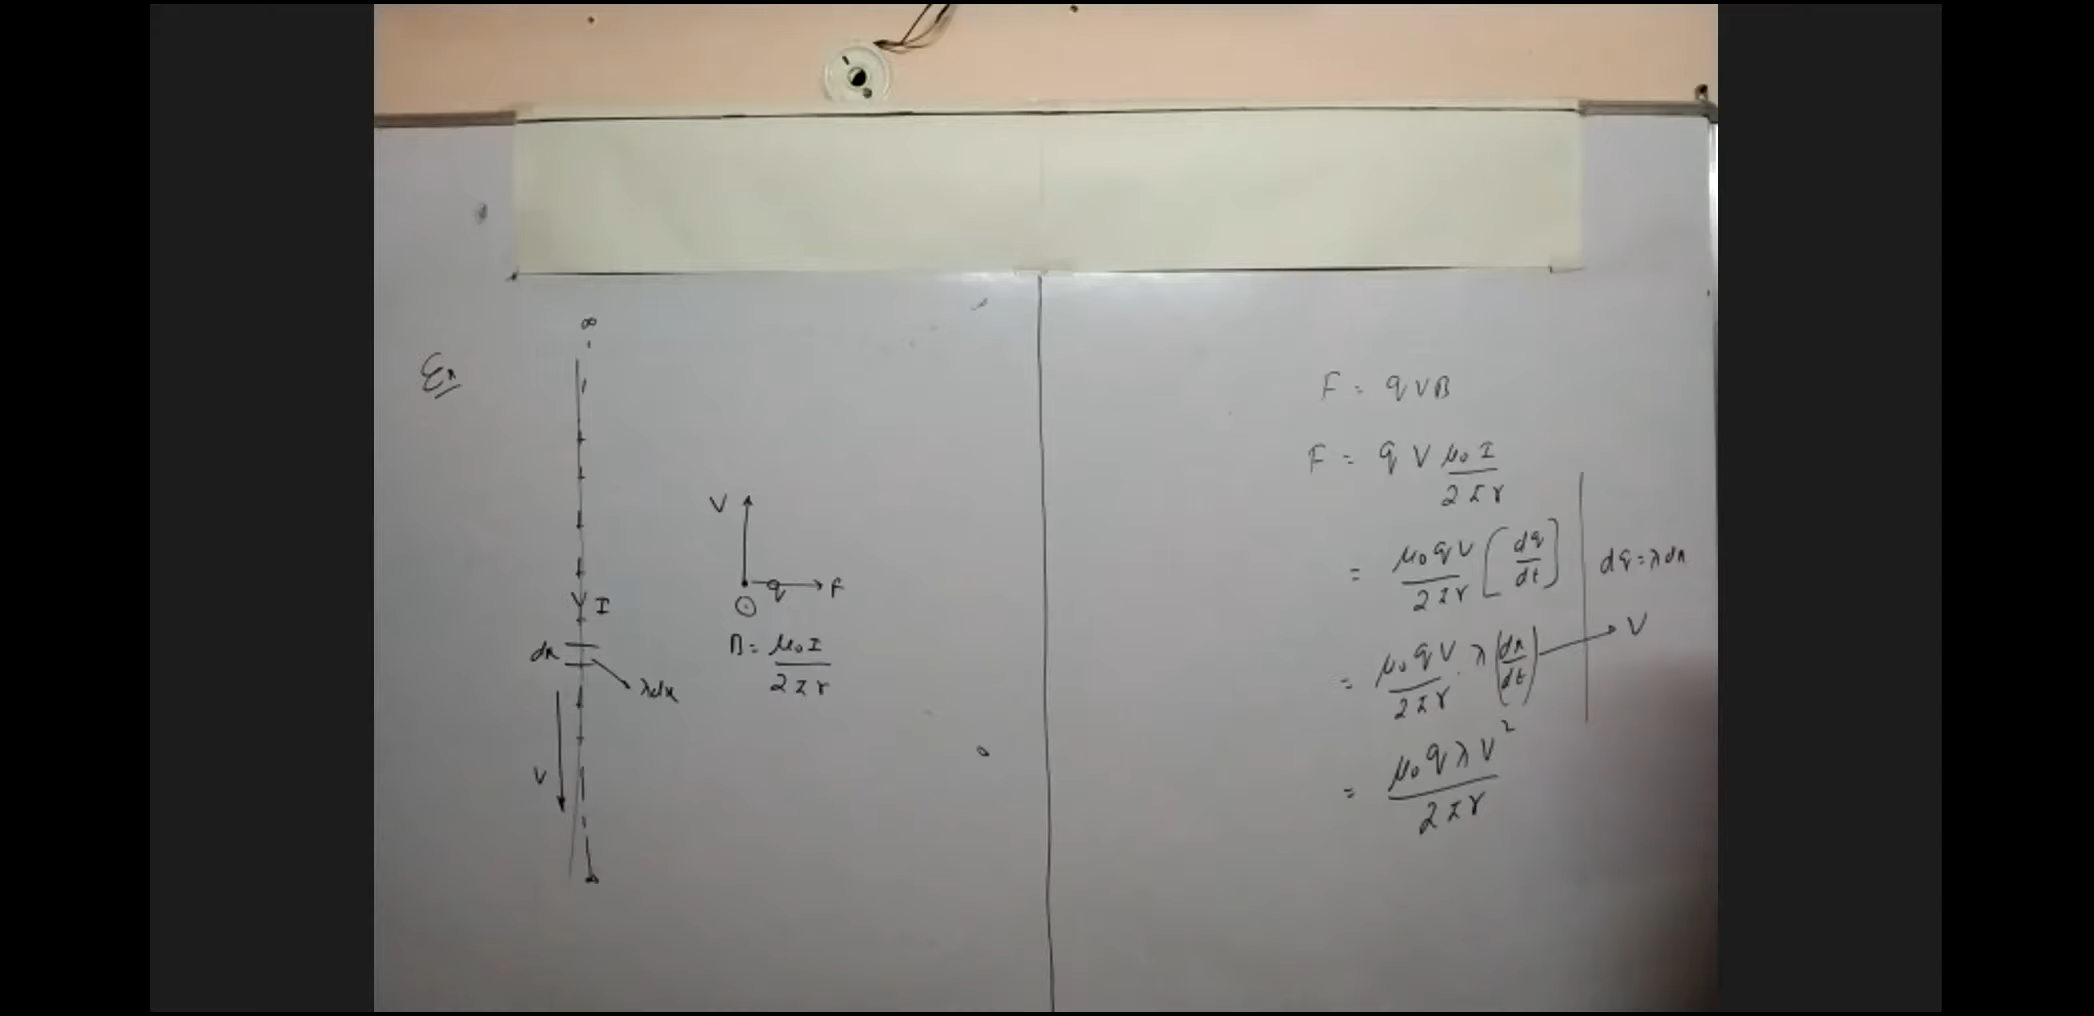 ∞
Ex
V
q → F
I
B = μ₀I / 2πr
dx
λdx
V
∞
F = qVB
F = qV μ₀I / 2πr
= μ₀qV / 2πr [dq/dt]
dq = λdx
= μ₀qV / 2πr · λ(dx/dt) → V
= μ₀qλV² / 2πr